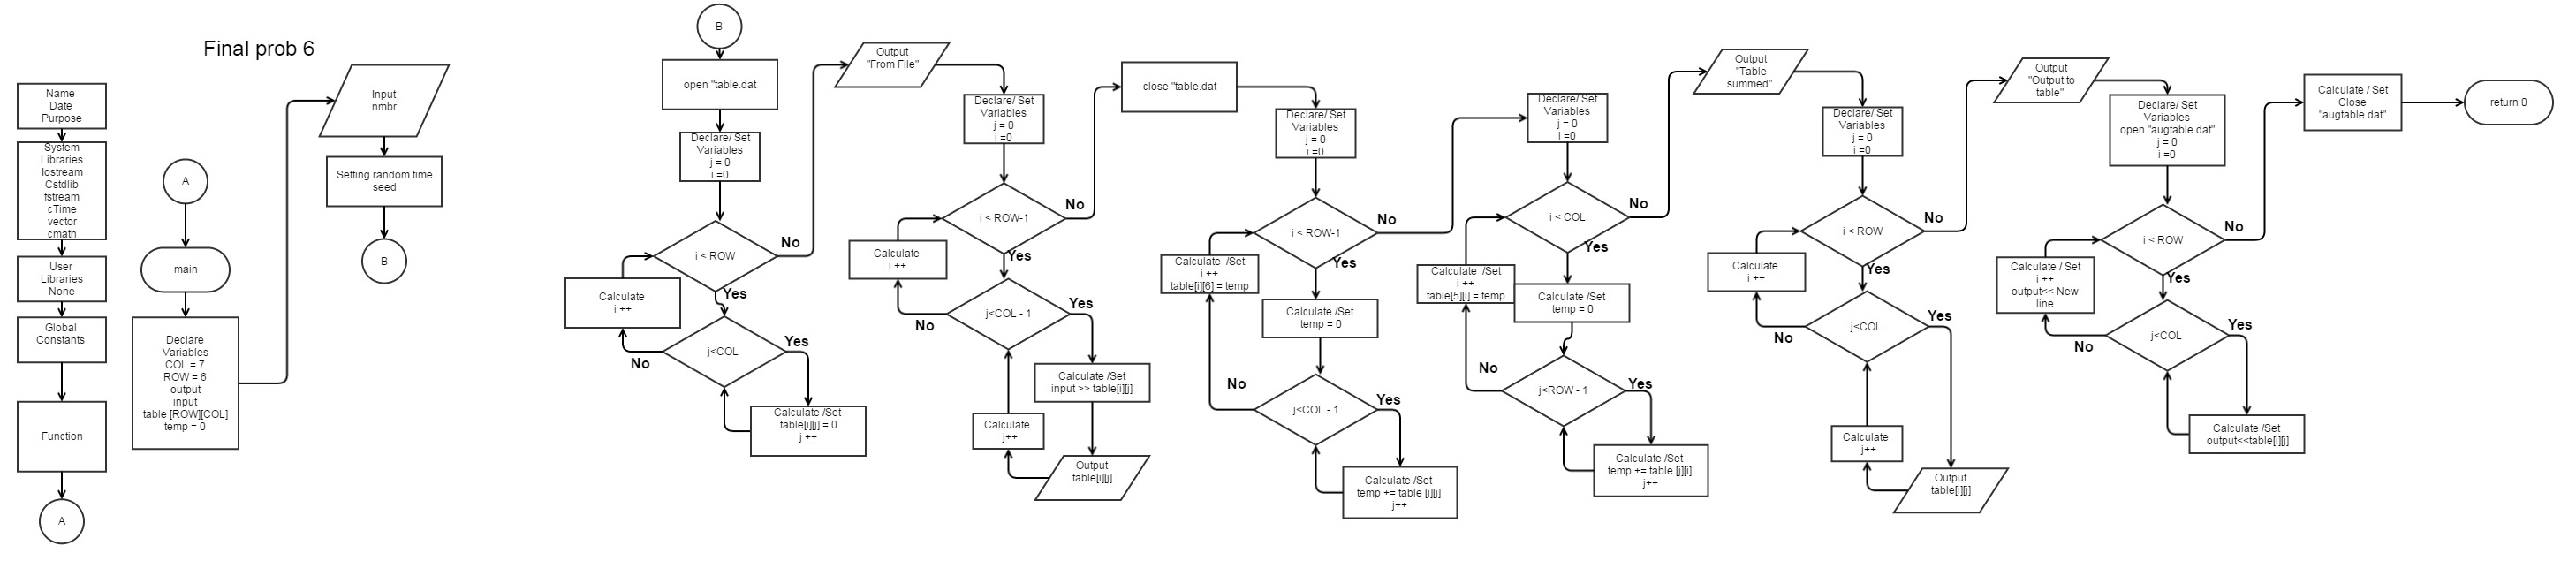 Final prob 6
Name
Date
Purpose
System
Libraries
Iostream
Cstdlib
fstream
cTime
vector
cmath
User
Libraries
None
Global
Constants
Function
A
A
main
Declare
Variables
COL = 7
ROW = 6
output
input
table [ROW][COL]
temp = 0
Input
nmbr
Setting random time
seed
B
B
open "table.dat
Declare/ Set
Variables
j = 0
i =0
i < ROW
No
Yes
Calculate
i ++
j<COL
Yes
No
Calculate /Set
table[i][j] = 0
j ++
Output
"From File"
Declare/ Set
Variables
j = 0
i =0
i < ROW-1
No
Yes
Calculate
i ++
j<COL - 1
Yes
No
Calculate /Set
input >> table[i][j]
Calculate
j++
Output
table[i][j]
close "table.dat
Declare/ Set
Variables
j = 0
i =0
i < ROW-1
No
Yes
Calculate /Set
i ++
table[i][6] = temp
Calculate /Set
temp = 0
j<COL - 1
No
Yes
Calculate /Set
temp += table [i][j]
j++
Declare/ Set
Variables
j = 0
i =0
i < COL
No
Yes
Calculate /Set
i ++
table[5][i] = temp
Calculate /Set
temp = 0
j<ROW - 1
No
Yes
Calculate /Set
temp += table [j][i]
j++
Output
"Table
summed"
Declare/ Set
Variables
j = 0
i =0
i < ROW
No
Yes
Calculate
i ++
j<COL
Yes
No
Calculate
j++
Output
table[i][j]
Output
"Output to
table"
Declare/ Set
Variables
open "augtable.dat"
j = 0
i =0
i < ROW
No
Yes
Calculate / Set
i ++
output<< New
line
j<COL
Yes
No
Calculate /Set
output<<table[i][j]
Calculate / Set
Close
"augtable.dat"
return 0